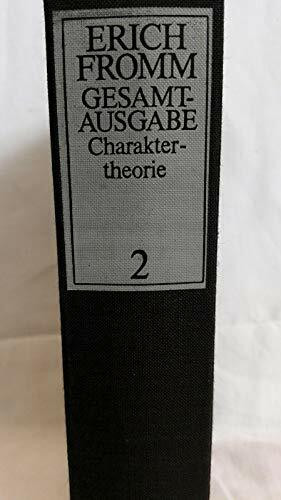 ERICH
FROMM
GESAMT-
AUSGABE
Charakter-
theorie
2